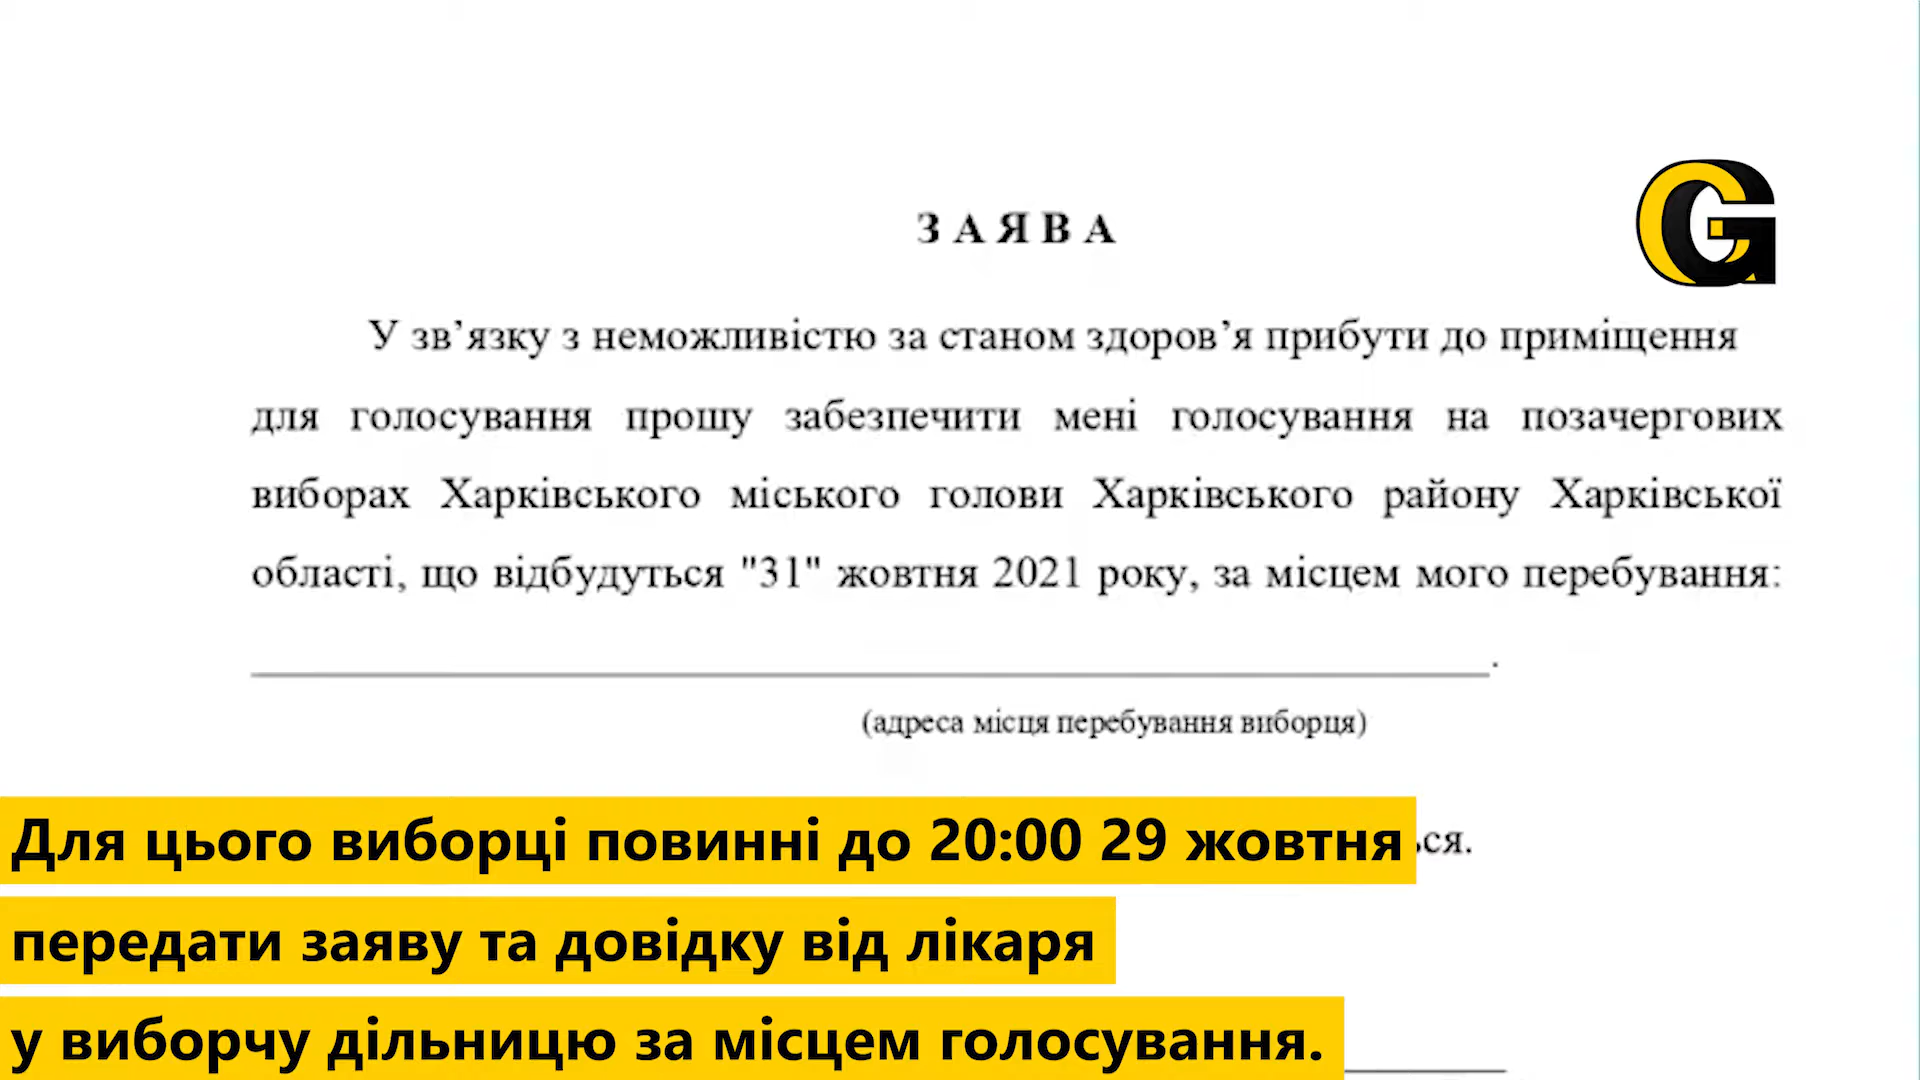 ЗАЯВА
У зв’язку з неможливістю за станом здоров’я прибути до приміщення
для голосування прошу забезпечити мені голосування на позачергових
виборах Харківського міського голови Харківського району Харківської
області, що відбудуться "31" жовтня 2021 року, за місцем мого перебування:
.
(адреса місця перебування виборця)
Для цього виборці повинні до 20:00 29 жовтня
передати заяву та довідку від лікаря
у виборчу дільницю за місцем голосування.